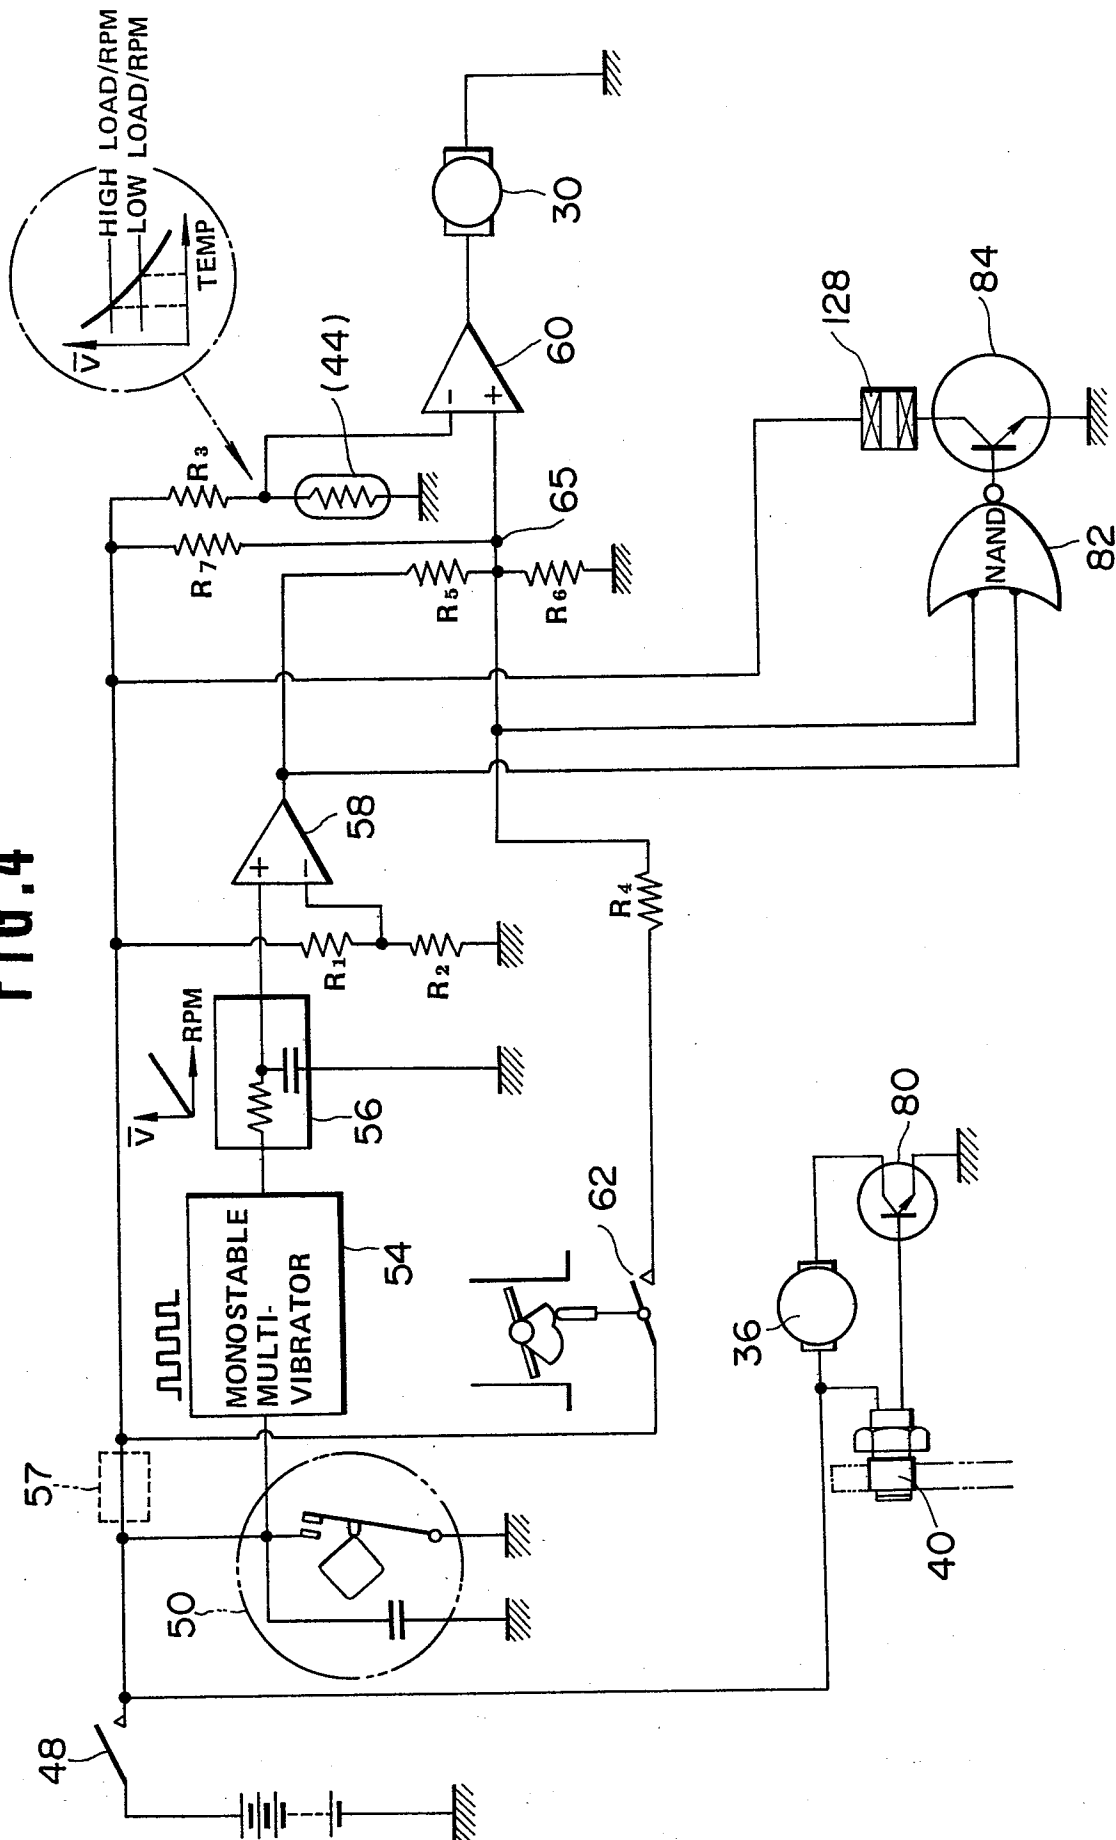 FIG.4
HIGH LOAD/RPM
LOW LOAD/RPM
V
TEMP
R3
(44)
R7
60
30
65
R5
R6
128
84
NAND
82
58
+
-
-
+
R1
R2
R4
V
RPM
56
MONOSTABLE
MULTI-
VIBRATOR
54
62
57
50
48
36
80
40